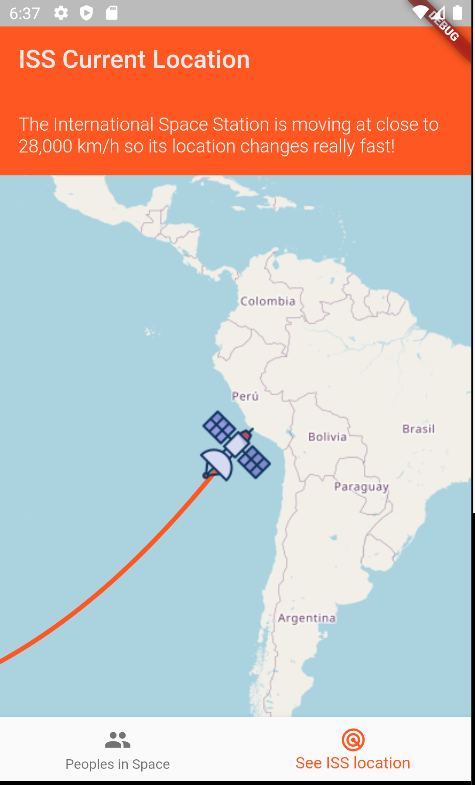 6:37
DEBUG
ISS Current Location
The International Space Station is moving at close to
28,000 km/h so its location changes really fast!
Colombia
Perú
Brasil
Bolivia
Paraguay
Argentina
Peoples in Space
See ISS location